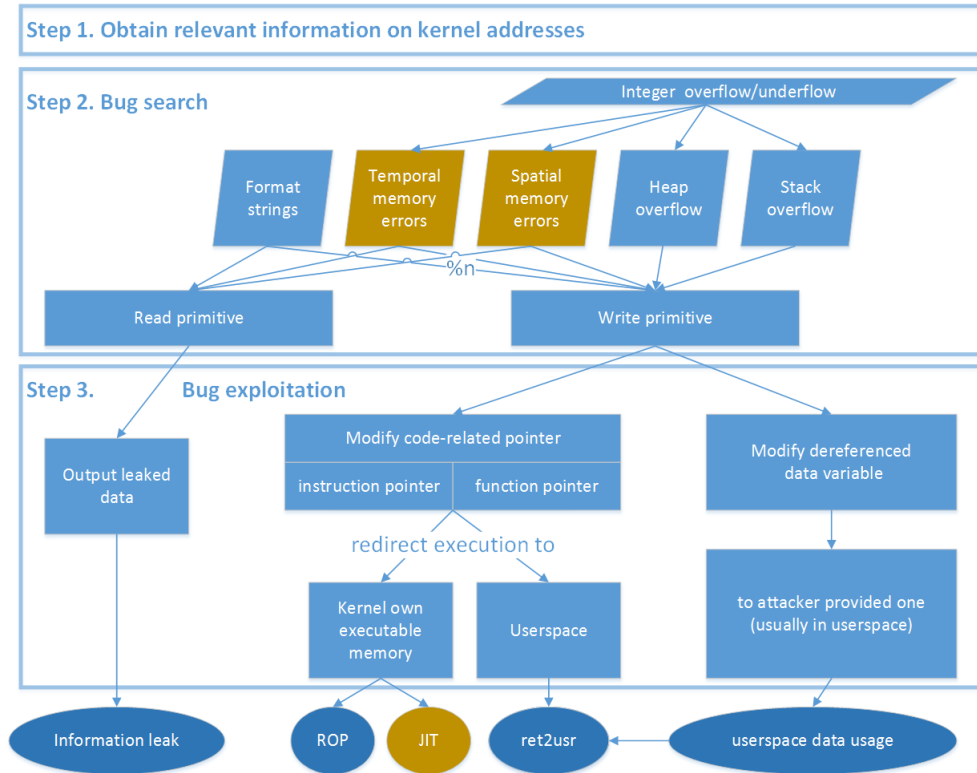 Step 1. Obtain relevant information on kernel addresses
Step 2. Bug search
Integer overflow/underflow
Format
strings
Temporal
memory
errors
Spatial
memory
errors
Heap
overflow
Stack
overflow
%n
Read primitive
Write primitive
Step 3. Bug exploitation
Output leaked
data
Modify code-related pointer
instruction pointer
function pointer
Modify dereferenced
data variable
redirect execution to
Kernel own
executable
memory
Userspace
to attacker provided one
(usually in userspace)
Information leak
ROP
JIT
ret2usr
userspace data usage